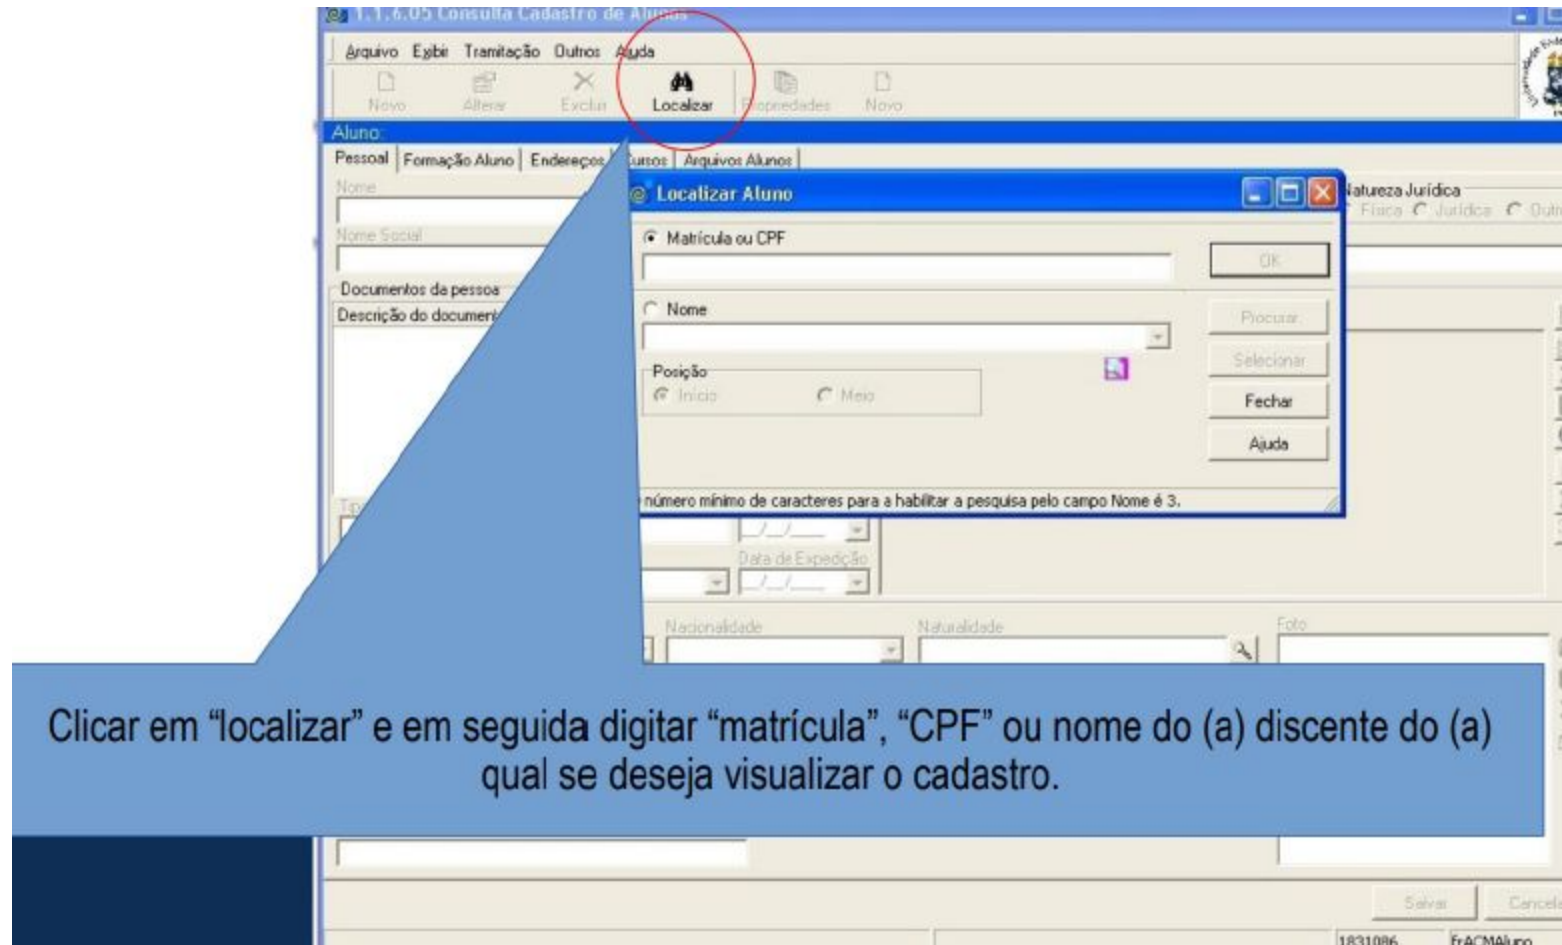 1.1.6.05 Consulta Cadastro de Alunos
Arquivo Exibir Tramitação Outros Ajuda
Novo Alterar Excluir Localizar Propriedades Novo
Aluno:
Pessoal Formação Aluno Endereços Cursos Arquivos Alunos
Nome
Localizar Aluno
Natureza Jurídica
Física Jurídica
Nome Social
Matrícula ou CPF
OK
Documentos da pessoa
Descrição do
Nome
Procurar
Posição
Selecionar
Início Meio
Fechar
Ajuda
número mínimo de caracteres para a habilitar a pesquisa pelo campo Nome é 3.
Data de Expedição
Nacionalidade Naturalidade Foto
Clicar em “localizar” e em seguida digitar “matrícula”, “CPF” ou nome do (a) discente do (a)
qual se deseja visualizar o cadastro.
Salvar
1831086 FrACMAluno